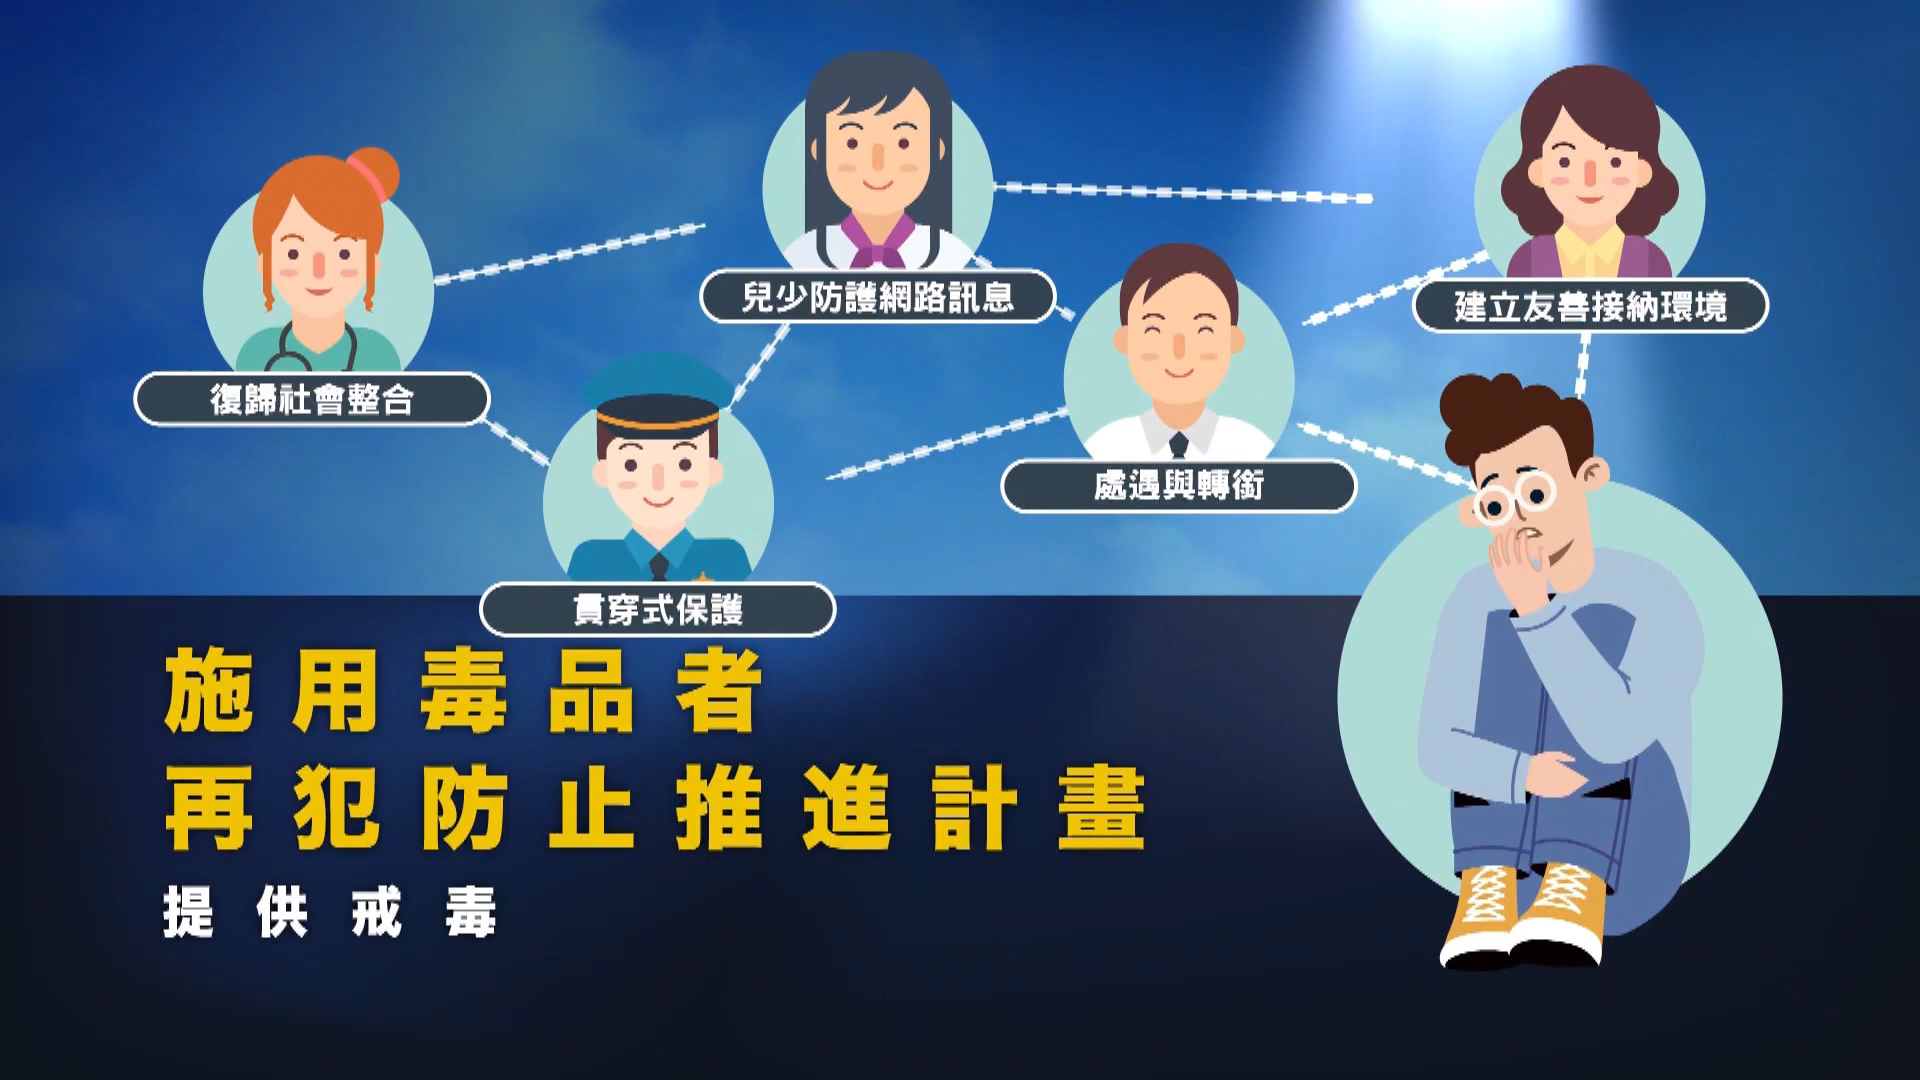 兒少防護網路訊息
建立友善接納環境
復歸社會整合
處遇與轉銜
貫穿式保護
施用毒品者
再犯防止推進計畫
提供戒毒